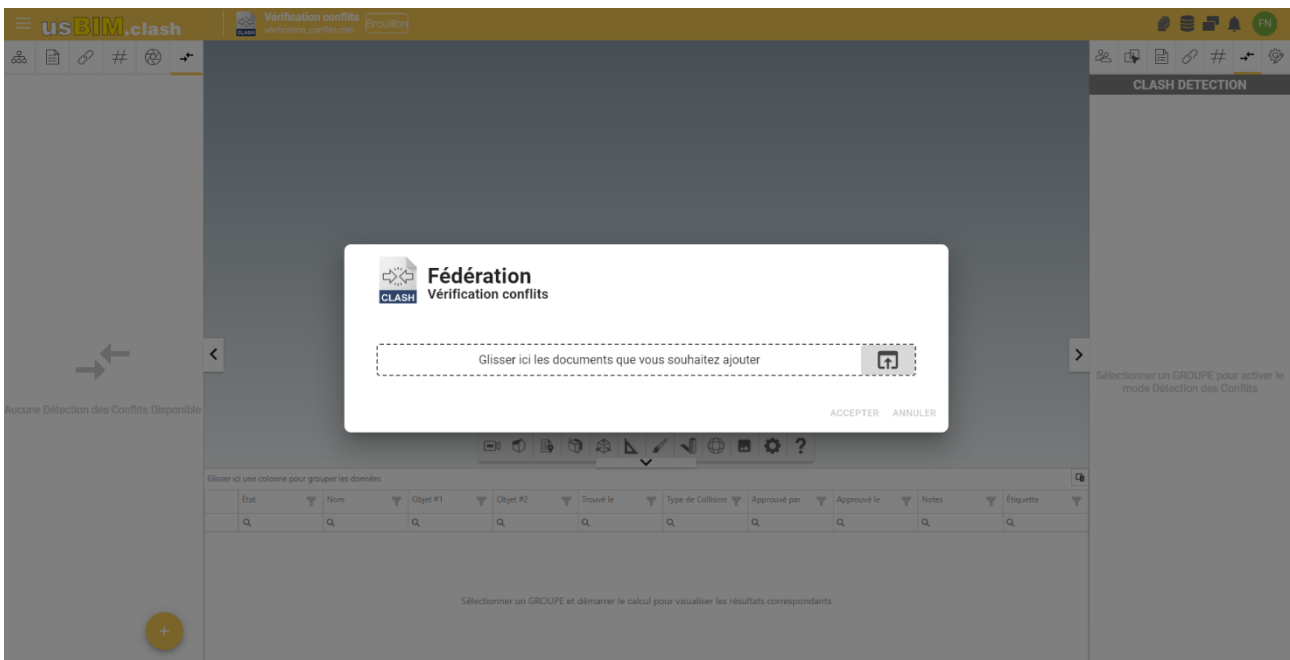 usBIM.clash
Vérification conflits
vérification_conflits.clsh
Brouillon
FN
CLASH
CLASH DETECTION
Fédération
Vérification conflits
CLASH
Glisser ici les documents que vous souhaitez ajouter
ACCEPTER ANNULER
Aucune Détection des Conflits Disponible
Sélectionner un GROUPE pour activer le
mode Détection des Conflits
Glisser ici une colonne pour grouper les données
État Nom Objet #1 Objet #2 Trouvé le Type de Collision Approuvé par Approuvé le Notes Étiquette
Sélectionner un GROUPE et démarrer le calcul pour visualiser les résultats correspondants